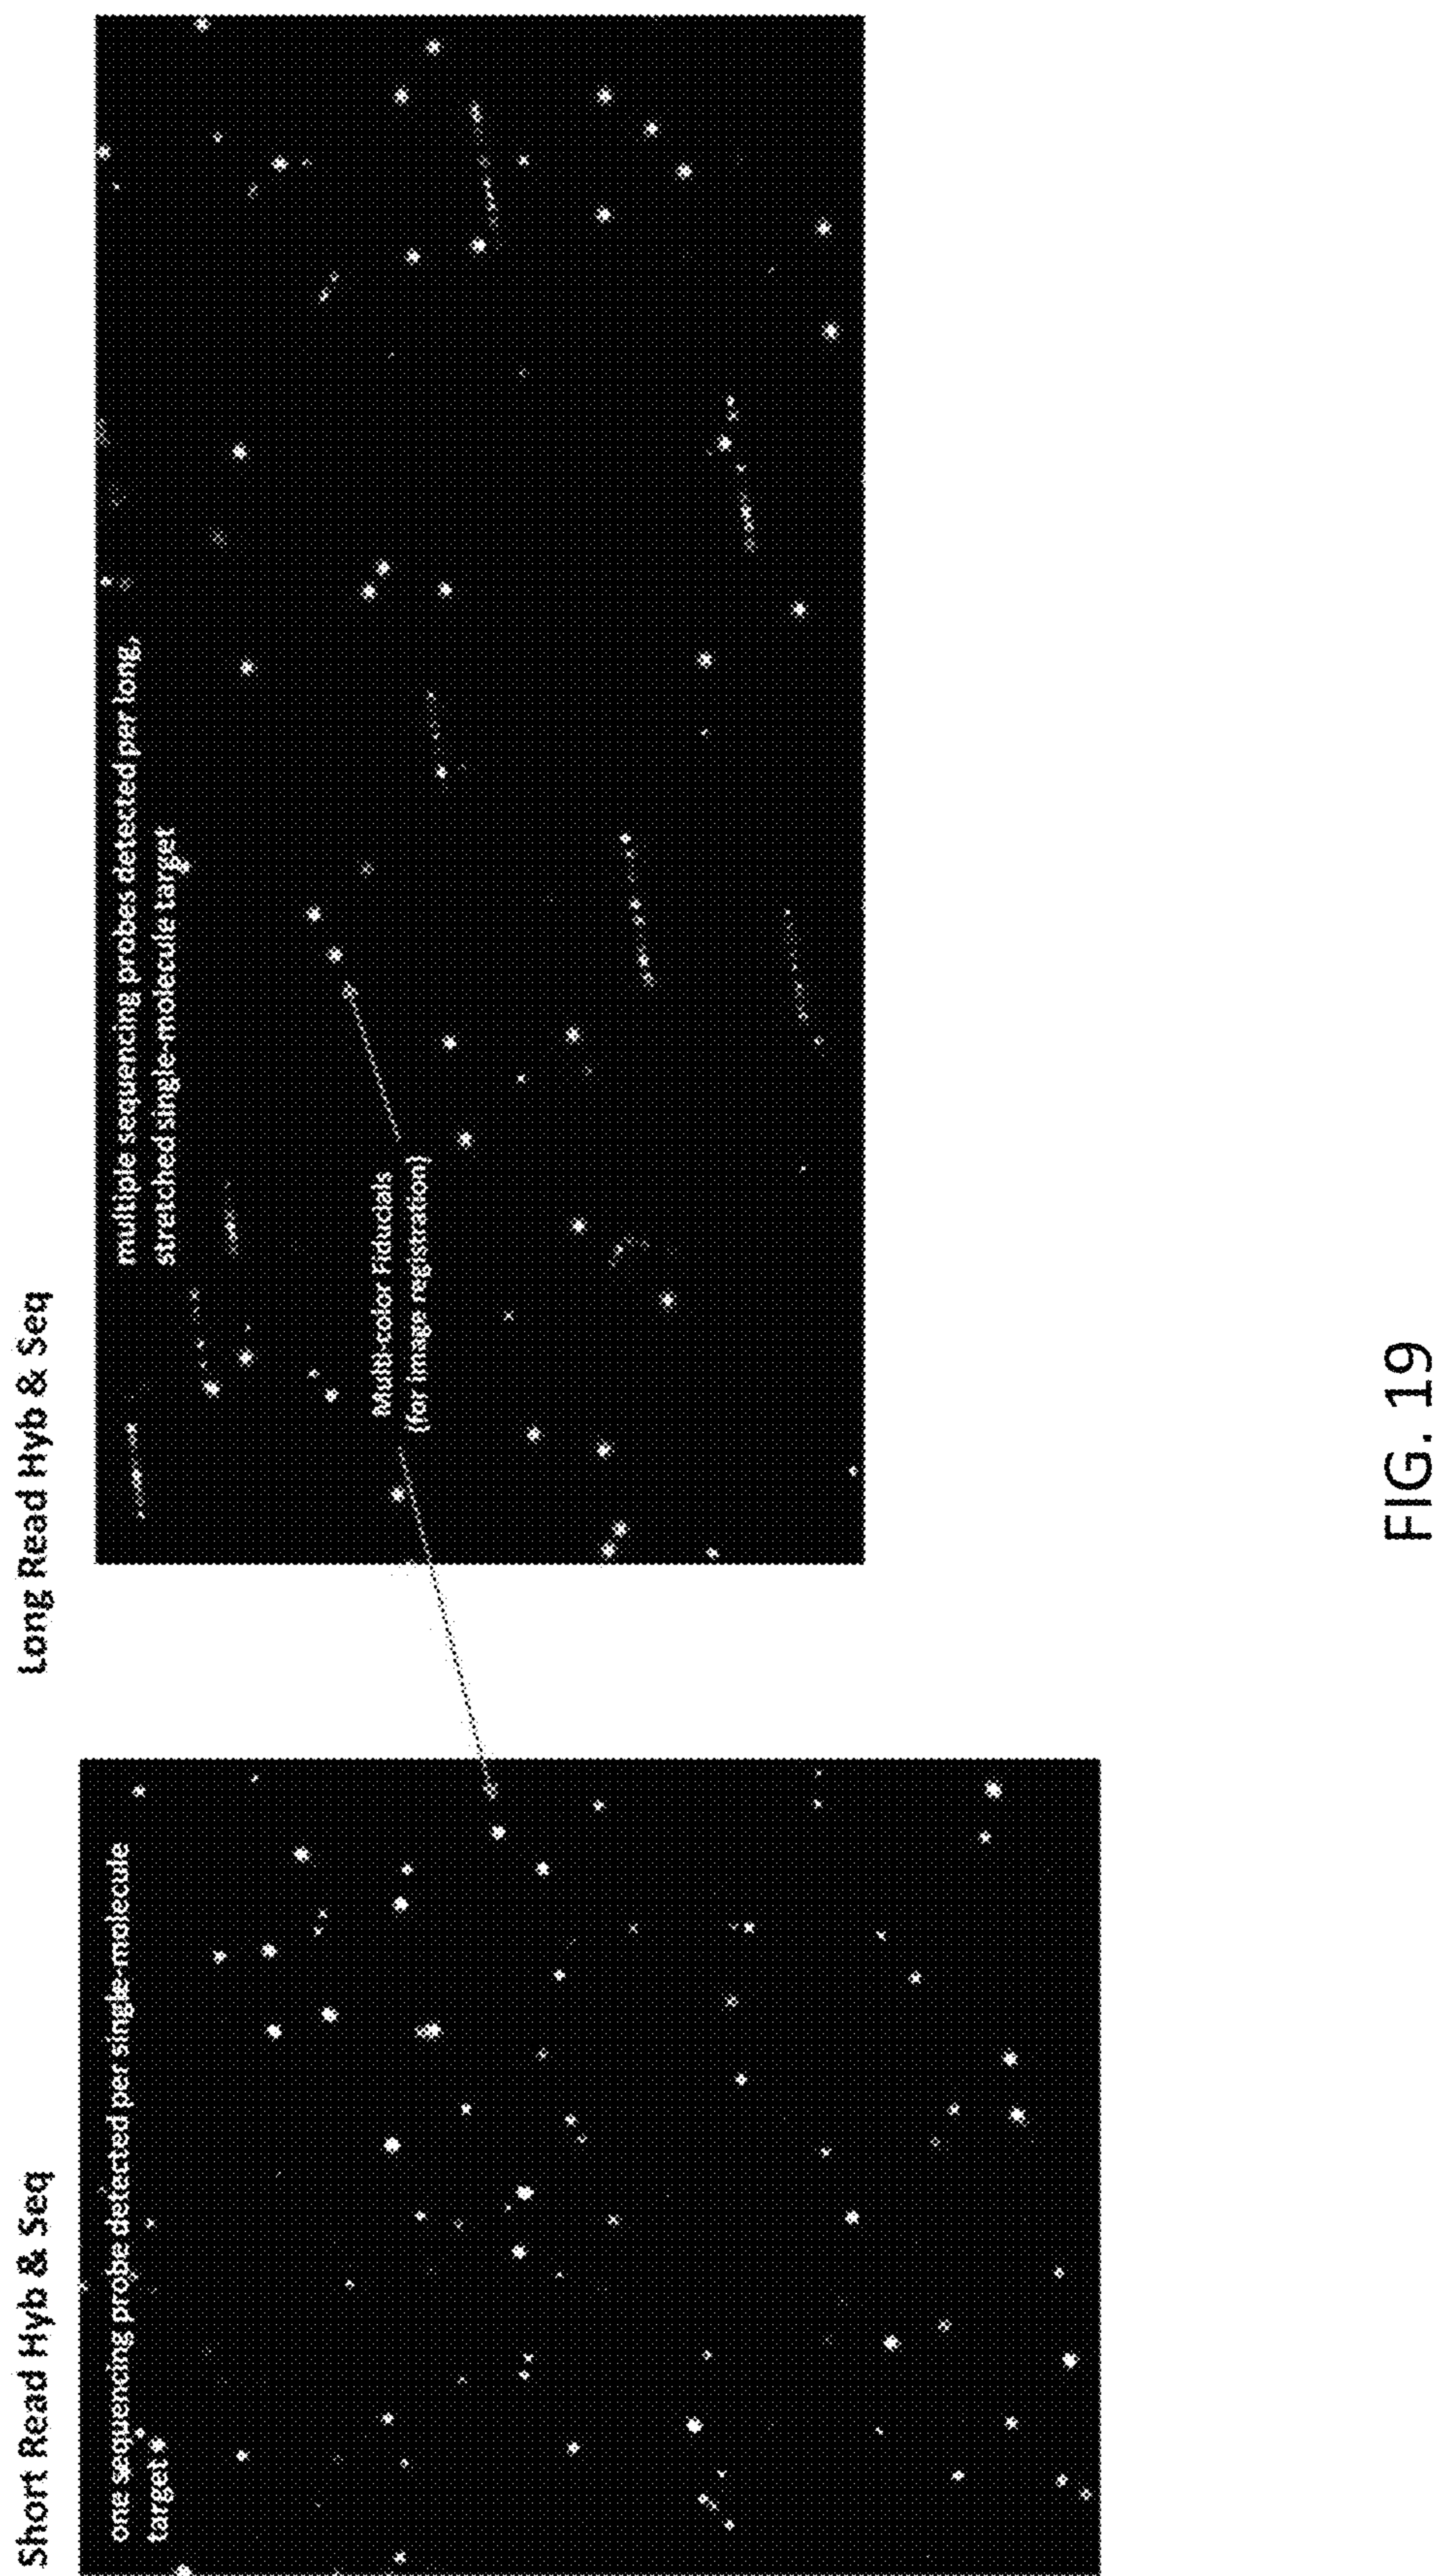 Short Read Hyb & Seq
one sequencing probe detected per single-molecule
target
Long Read Hyb & Seq
multiple sequencing probes detected per long,
stretched single-molecule target
Multi-color Fiducials
(for image registration)
FIG. 19